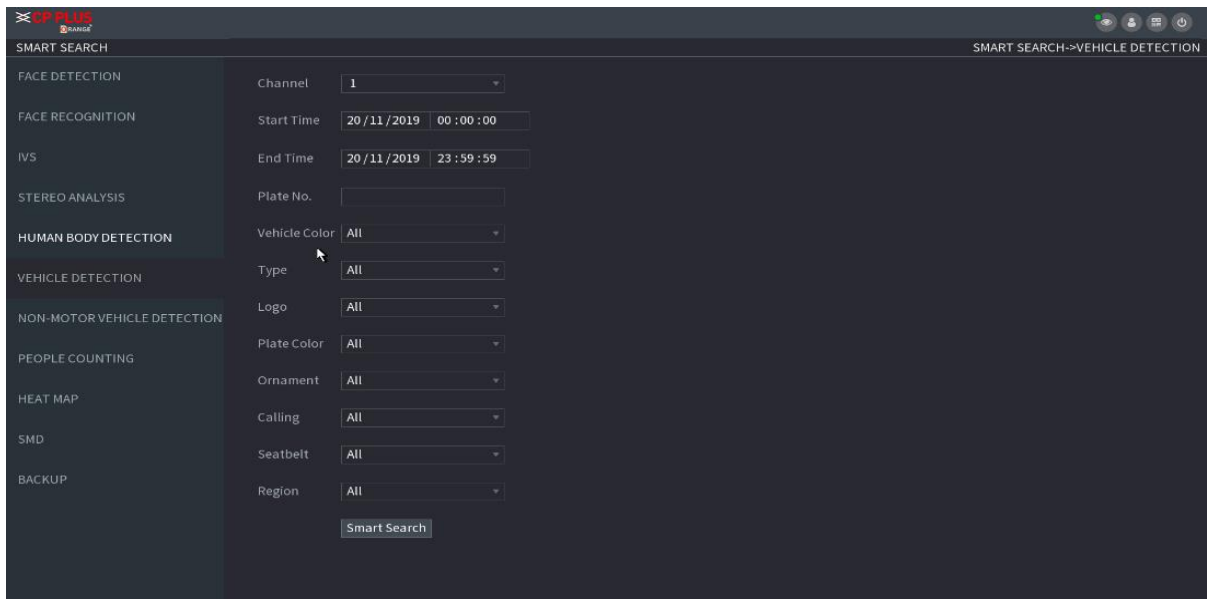 CP PLUS
ORANGE
SMART SEARCH
SMART SEARCH->VEHICLE DETECTION
FACE DETECTION
FACE RECOGNITION
IVS
STEREO ANALYSIS
HUMAN BODY DETECTION
VEHICLE DETECTION
NON-MOTOR VEHICLE DETECTION
PEOPLE COUNTING
HEAT MAP
SMD
BACKUP
Channel 1
Start Time 20/11/2019 00:00:00
End Time 20/11/2019 23:59:59
Plate No.
Vehicle Color All
Type All
Logo All
Plate Color All
Ornament All
Calling All
Seatbelt All
Region All
Smart Search